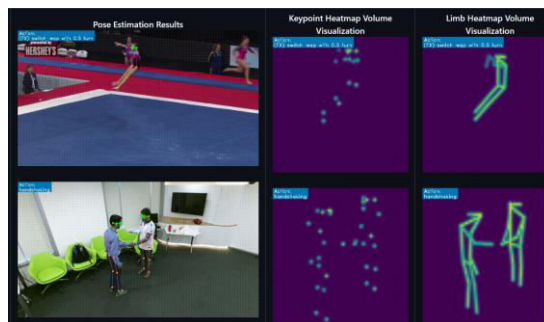 Pose Estimation Results
Keypoint Heatmap Volume
Visualization
Limb Heatmap Volume
Visualization
Action:
(FX) switch leap with 0.5 turn
HERSHEY'S
Action:
(FX) switch leap with 0.5 turn
Action:
(FX) switch leap with 0.5 turn
Action:
handshaking
Action:
handshaking
Action:
handshaking